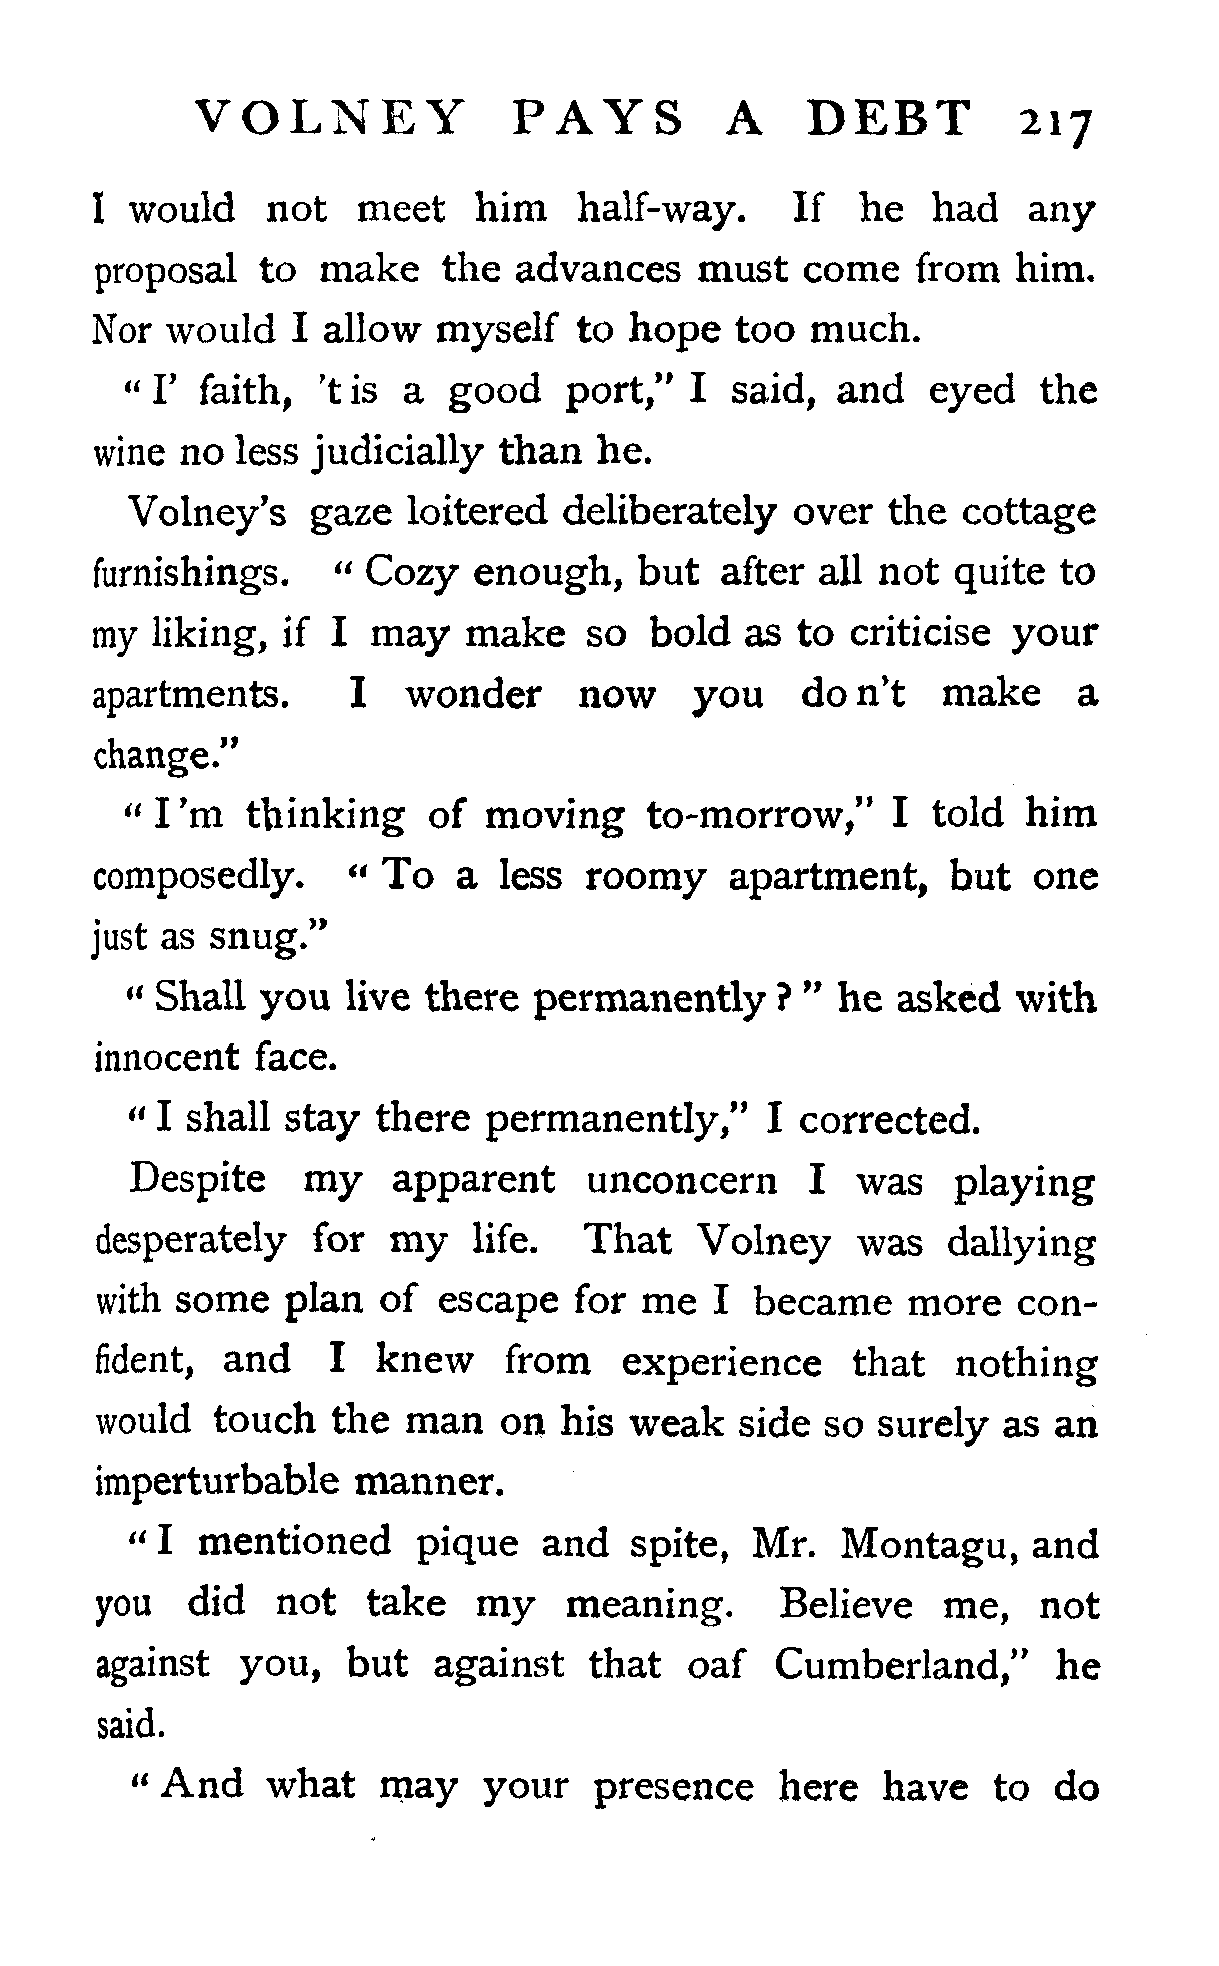 VOLNEY PAYS A DEBT 217
I would not meet him half-way. If he had any
proposal to make the advances must come from him.
Nor would I allow myself to hope too much.
“ I’ faith, ’t is a good port,” I said, and eyed the
wine no less judicially than he.
Volney’s gaze loitered deliberately over the cottage
furnishings. “ Cozy enough, but after all not quite to
my liking, if I may make so bold as to criticise your
apartments. I wonder now you do n’t make a
change.”
“ I ’m thinking of moving to-morrow,” I told him
composedly. “ To a less roomy apartment, but one
just as snug.”
“ Shall you live there permanently ? ” he asked with
innocent face.
“ I shall stay there permanently,” I corrected.
Despite my apparent unconcern I was playing
desperately for my life. That Volney was dallying
with some plan of escape for me I became more con-
fident, and I knew from experience that nothing
would touch the man on his weak side so surely as an
imperturbable manner.
“ I mentioned pique and spite, Mr. Montagu, and
you did not take my meaning. Believe me, not
against you, but against that oaf Cumberland,” he
said.
“ And what may your presence here have to do